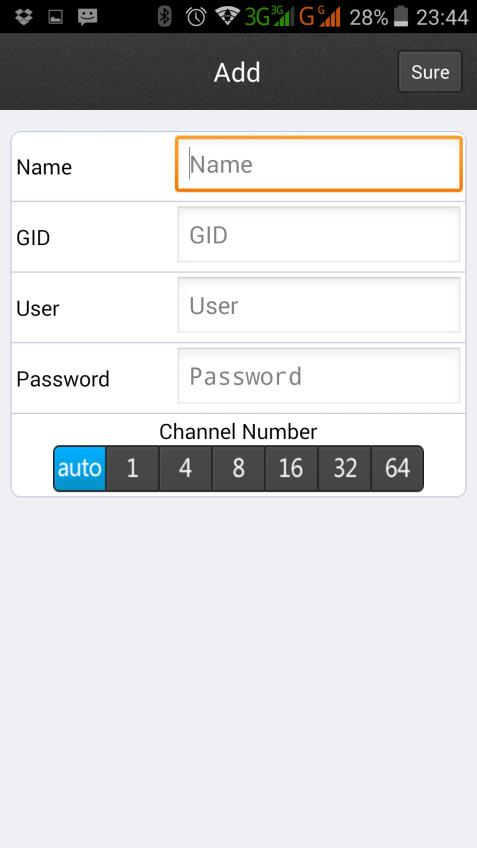 3G 3G G G 28% 23:44
Add
Sure
Name Name
GID GID
User User
Password Password
Channel Number
auto 1 4 8 16 32 64